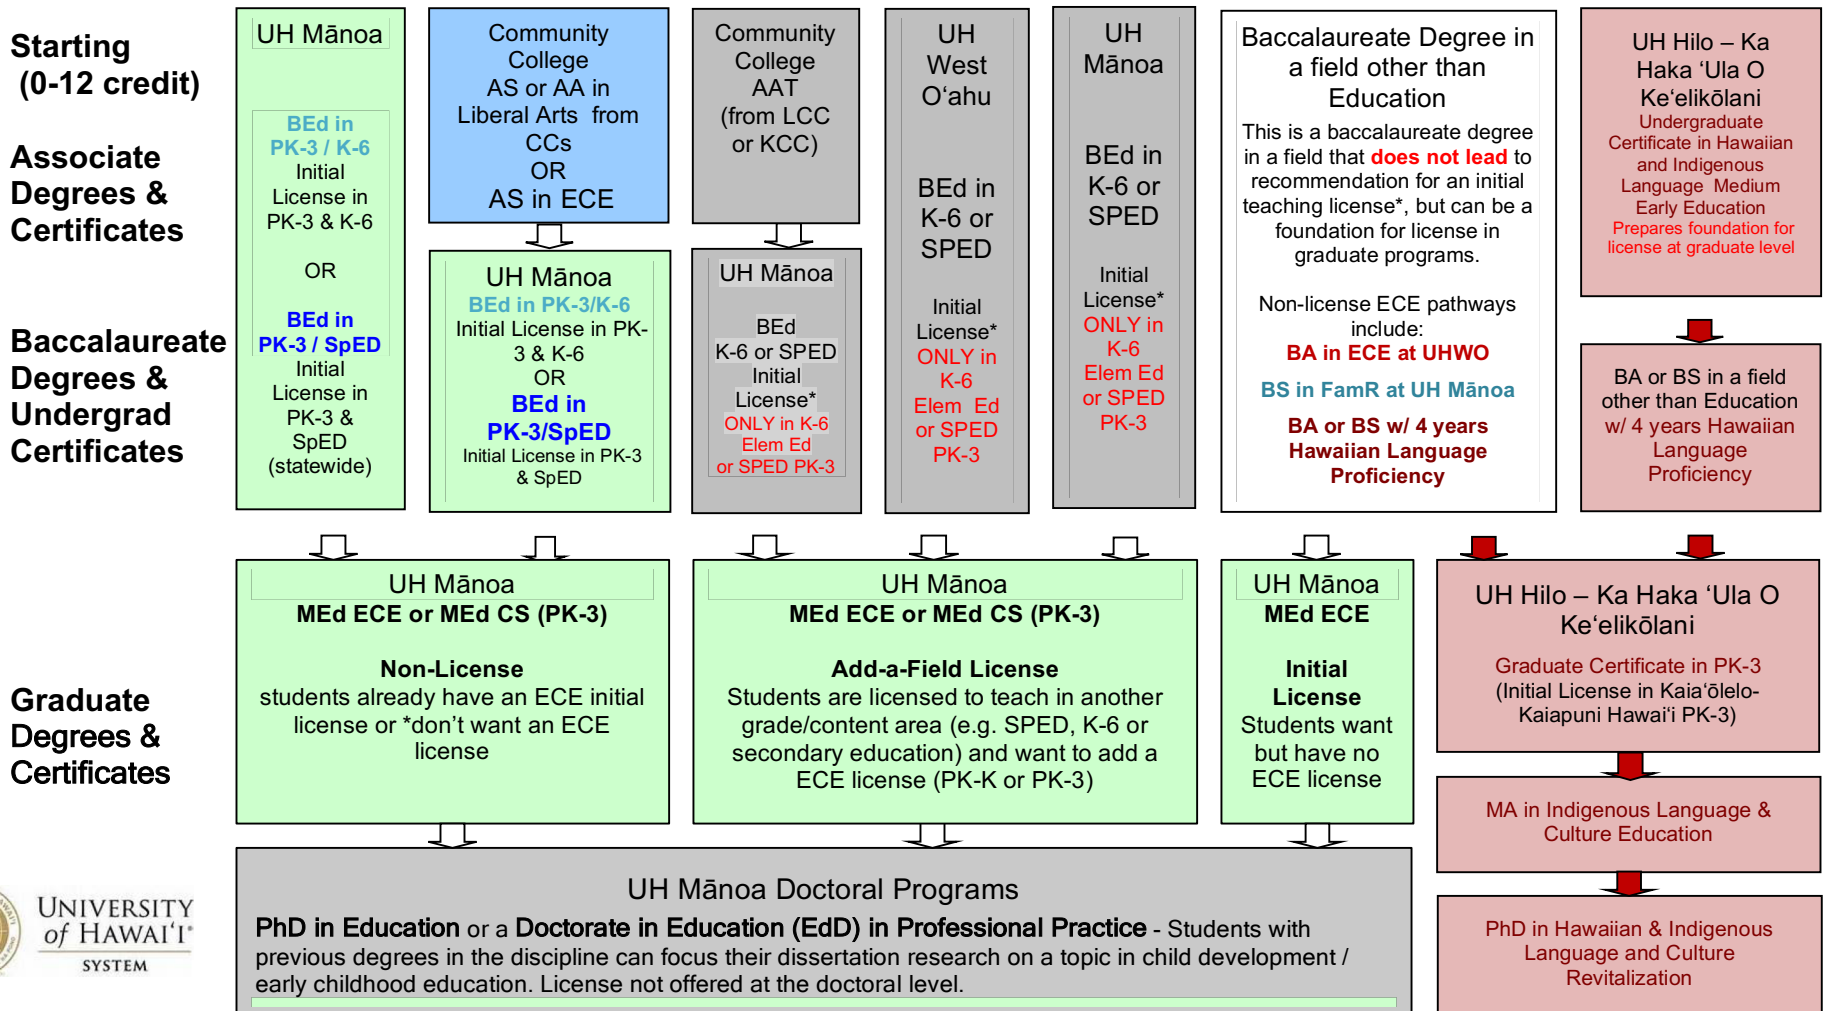 Starting
(0-12 credit)
Associate
Degrees &
Certificates
Baccalaureate
Degrees &
Undergrad
Certificates
Graduate
Degrees &
Certificates
UH Mānoa
BEd in
PK-3 / K-6
Initial
License in
PK-3 & K-6
OR
BEd in
PK-3 / SpED
Initial
License in
PK-3 &
SpED
(statewide)
Community
College
AS or AA in
Liberal Arts from
CCs
OR
AS in ECE
UH Mānoa
BEd in PK-3/K-6
Initial License in PK-
3 & K-6
OR
BEd in
PK-3/SpED
Initial License in PK-3
& SpED
Community
College
AAT
(from LCC
or KCC)
UH Mānoa
BEd
K-6 or SPED
Initial
License*
ONLY in K-6
Elem Ed
or SPED PK-3
UH
West
Oʻahu
BEd in
K-6 or
SPED
Initial
License*
ONLY in
K-6
Elem Ed
or SPED
PK-3
UH
Mānoa
BEd in
K-6 or
SPED
Initial
License*
ONLY in
K-6
Elem Ed
or SPED
PK-3
Baccalaureate Degree in
a field other than
Education
This is a baccalaureate degree
in a field that does not lead to
recommendation for an initial
teaching license*, but can be a
foundation for license in
graduate programs.
Non-license ECE pathways
include:
BA in ECE at UHWO
BS in FamR at UH Mānoa
BA or BS w/ 4 years
Hawaiian Language
Proficiency
UH Hilo – Ka
Haka ʻUla O
Keʻelikōlani
Undergraduate
Certificate in Hawaiian
and Indigenous
Language Medium
Early Education
Prepares foundation for
license at graduate level
BA or BS in a field
other than Education
w/ 4 years Hawaiian
Language
Proficiency
UH Mānoa
MEd ECE or MEd CS (PK-3)
Non-License
students already have an ECE initial
license or *don't want an ECE
license
UH Mānoa
MEd ECE or MEd CS (PK-3)
Add-a-Field License
Students are licensed to teach in another
grade/content area (e.g. SPED, K-6 or
secondary education) and want to add a
ECE license (PK-K or PK-3)
UH Mānoa
MEd ECE
Initial
License
Students want
but have no
ECE license
UH Hilo – Ka Haka ʻUla O
Keʻelikōlani
Graduate Certificate in PK-3
(Initial License in Kaiaʻōlelo-
Kaiapuni Hawaiʻi PK-3)
MA in Indigenous Language &
Culture Education
PhD in Hawaiian & Indigenous
Language and Culture
Revitalization
UH Mānoa Doctoral Programs
PhD in Education or a Doctorate in Education (EdD) in Professional Practice - Students with
previous degrees in the discipline can focus their dissertation research on a topic in child development /
early childhood education. License not offered at the doctoral level.
UNIVERSITY
of HAWAIʻI®
SYSTEM